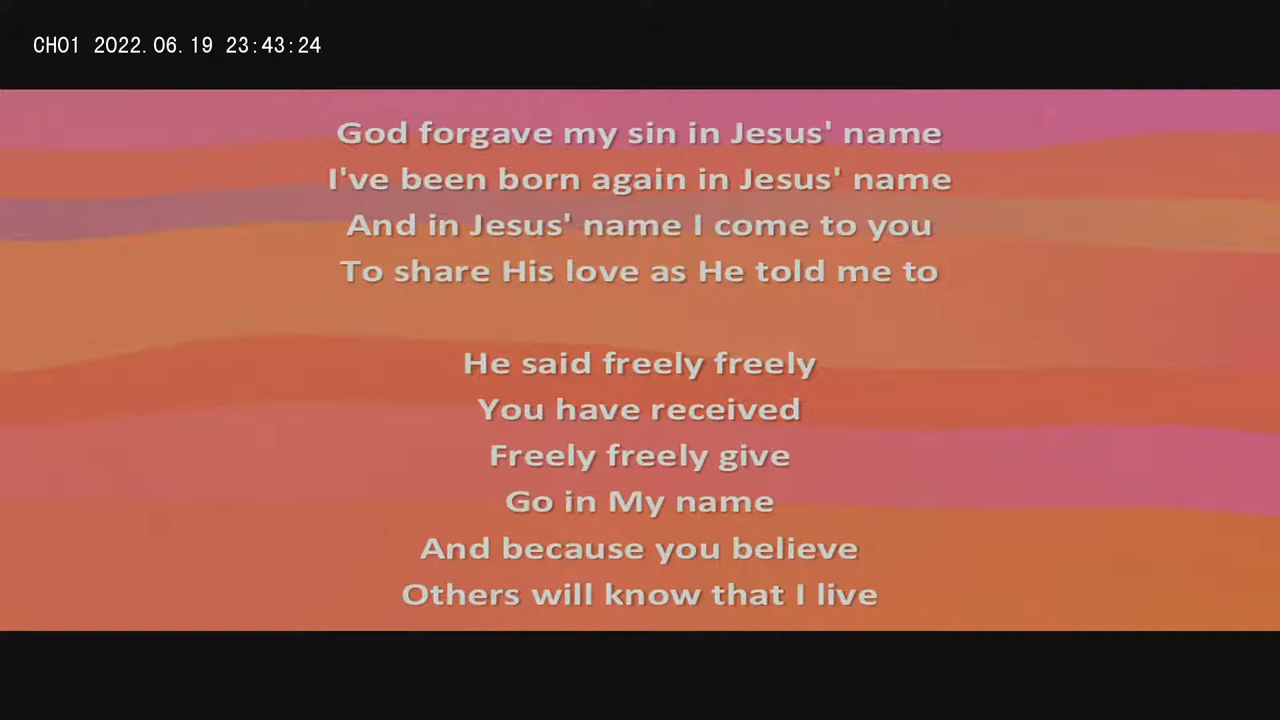 CH01 2022.06.19 23:43:24
God forgave my sin in Jesus' name
I've been born again in Jesus' name
And in Jesus' name I come to you
To share His love as He told me to
He said freely freely
You have received
Freely freely give
Go in My name
And because you believe
Others will know that I live